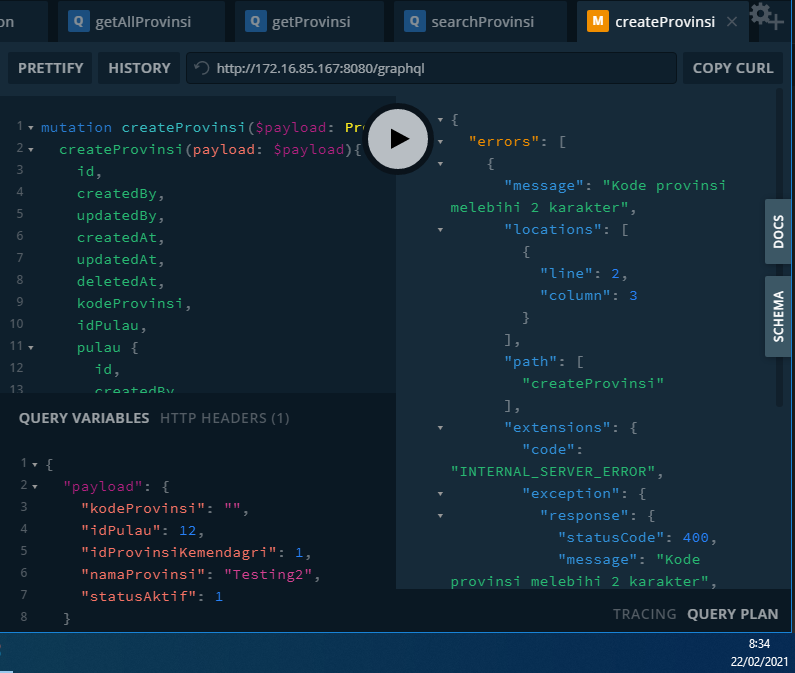 on
Q getAllProvinsi
Q getProvinsi
Q searchProvinsi
M createProvinsi
PRETTIFY
HISTORY
http://172.16.85.167:8080/graphql
COPY CURL
1 mutation createProvinsi($payload: Pr
2 createProvinsi(payload: $payload){
3 id,
4 createdBy,
5 updatedBy,
6 createdAt,
7 updatedAt,
8 deletedAt,
9 kodeProvinsi,
10 idPulau,
11 pulau {
12 id,
13 createdBy
QUERY VARIABLES HTTP HEADERS (1)
1 {
2 "payload": {
3 "kodeProvinsi": "",
4 "idPulau": 12,
5 "idProvinsiKemendagri": 1,
6 "namaProvinsi": "Testing2",
7 "statusAktif": 1
8 }
{
"errors": [
{
"message": "Kode provinsi
melebihi 2 karakter",
"locations": [
{
"line": 2,
"column": 3
}
],
"path": [
"createProvinsi"
],
"extensions": {
"code":
"INTERNAL_SERVER_ERROR",
"exception": {
"response": {
"statusCode": 400,
"message": "Kode
provinsi melebihi 2 karakter",
DOCS
SCHEMA
TRACING QUERY PLAN
8:34
22/02/2021